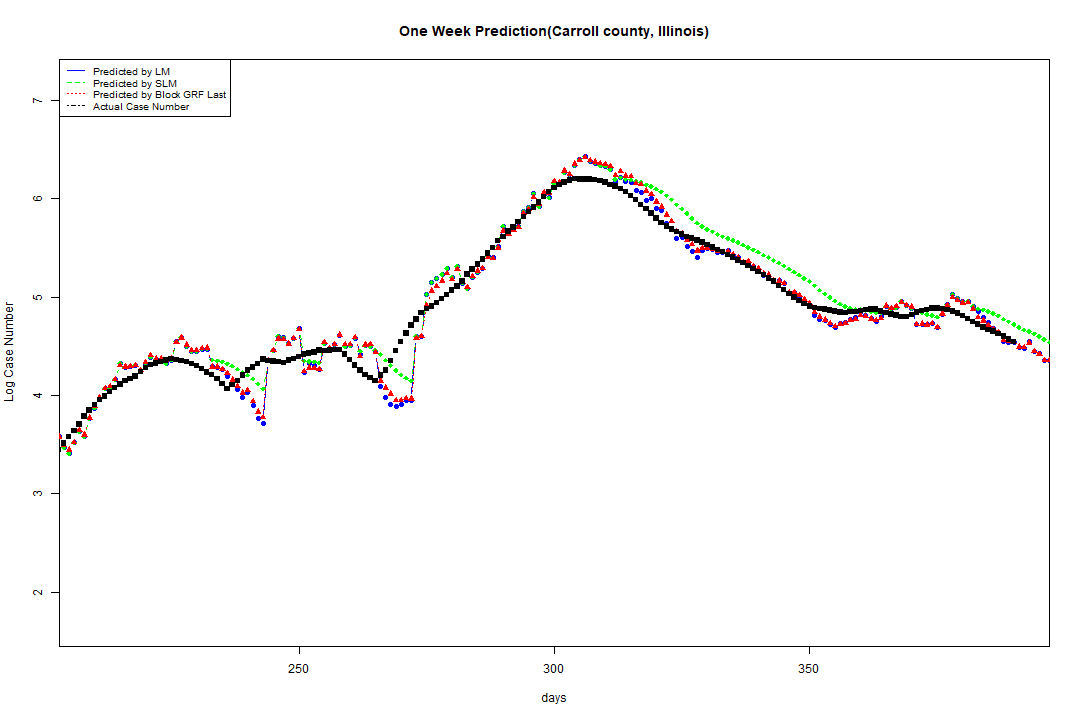 One Week Prediction(Carroll county, Illinois)
Predicted by LM
Predicted by SLM
Predicted by Block GRF Last
Actual Case Number
7
6
5
4
3
2
Log Case Number
250
300
350
days